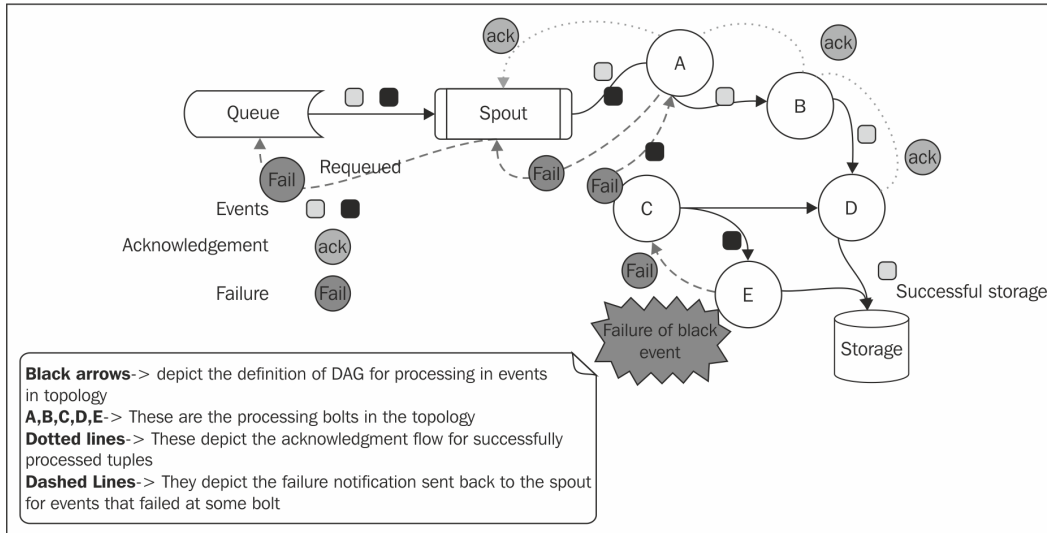 ack
ack
A
Queue
Spout
B
Fail
Requeued
Fail
Fail
ack
Events
C
D
Acknowledgement
ack
Fail
Failure
Fail
E
Successful storage
Failure of black
event
Storage
Black arrows-> depict the definition of DAG for processing in events
in topology
A,B,C,D,E-> These are the processing bolts in the topology
Dotted lines-> These depict the acknowledgment flow for successfully
processed tuples
Dashed Lines-> They depict the failure notification sent back to the spout
for events that failed at some bolt